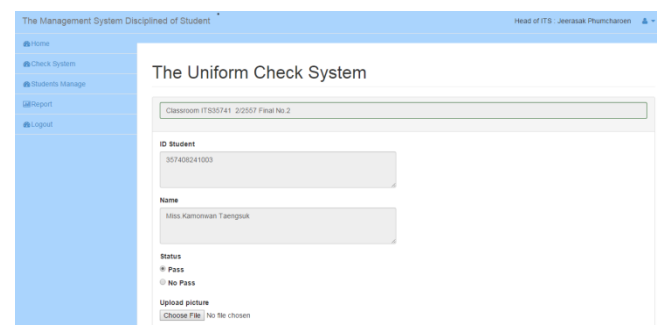 The Management System Disciplined of Student
Head of ITS : Jeerasak Phumcharoen
Home
Check System
Students Manage
Report
Logout
The Uniform Check System
Classroom ITS35741 2/2557 Final No.2
ID Student
357408241003
Name
Miss.Kamonwan Taengsuk
Status
Pass
No Pass
Upload picture
Choose File No file chosen